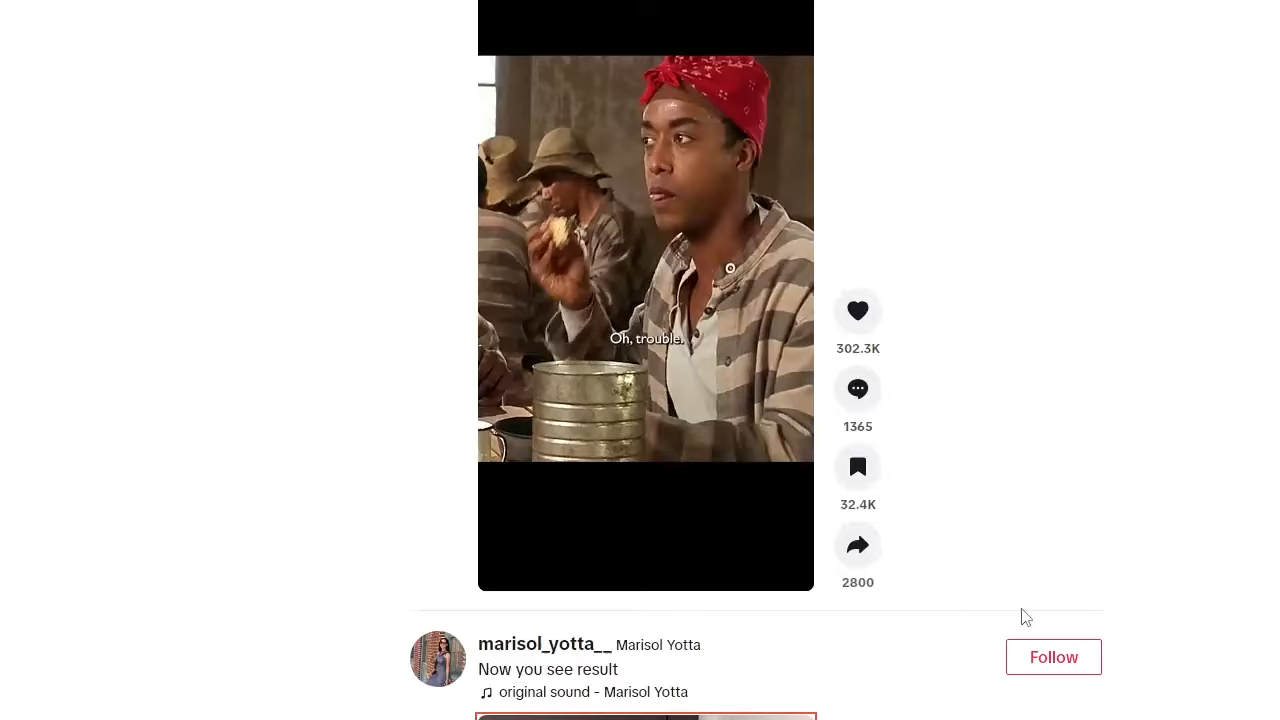 Oh, trouble.
302.3K
1365
32.4K
2800
marisol_yotta__ Marisol Yotta
Now you see result
original sound - Marisol Yotta
Follow